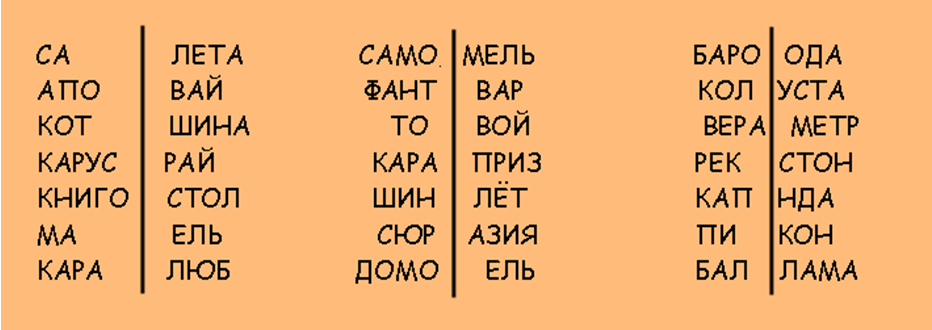 СА ЛЕТА САМО МЕЛЬ БАРО ОДА
АПО ВАЙ ФАНТ ВАР КОЛ УСТА
КОТ ШИНА ТО ВОЙ ВЕРА МЕТР
КАРУС РАЙ КАРА ПРИЗ РЕК СТОН
КНИГО СТОЛ ШИН ЛЁТ КАП НДА
МА ЕЛЬ СЮР АЗИЯ ПИ КОН
КАРА ЛЮБ ДОМО ЕЛЬ БАЛ ЛАМА